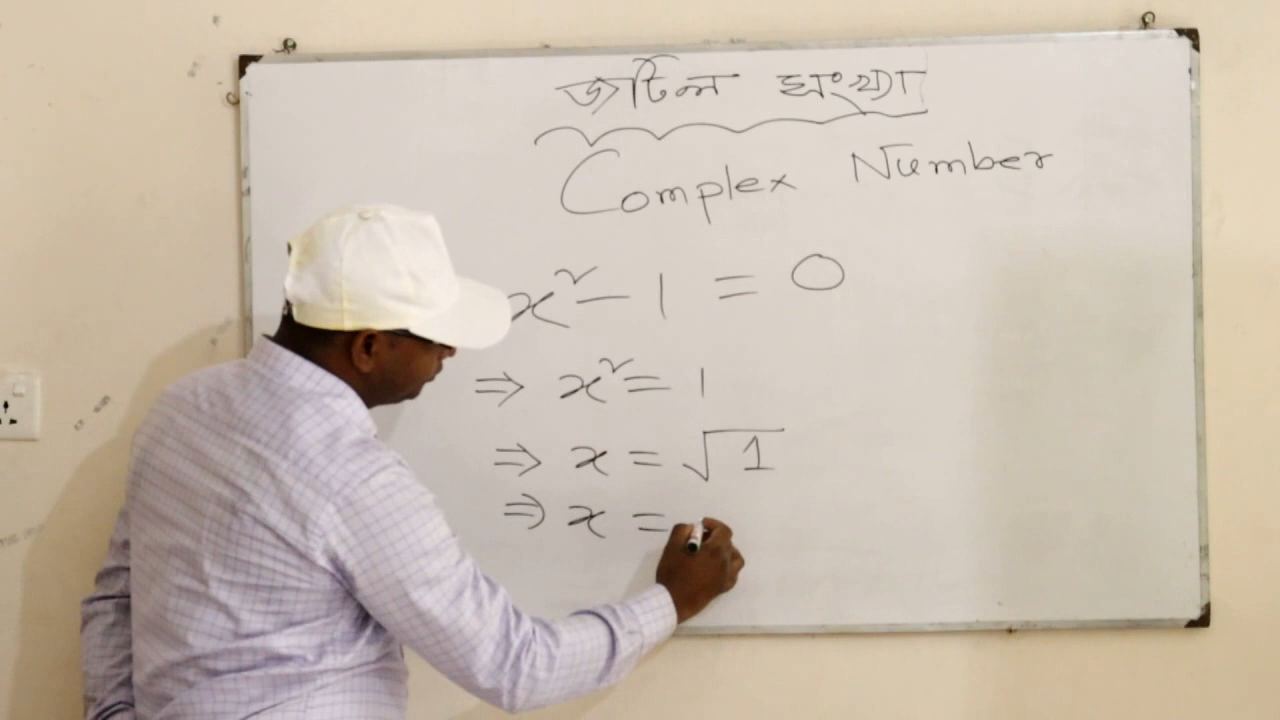 জটিল সংখ্যা
Complex Number
x² - 1 = 0
⇒ x² = 1
⇒ x = √1
⇒ x =